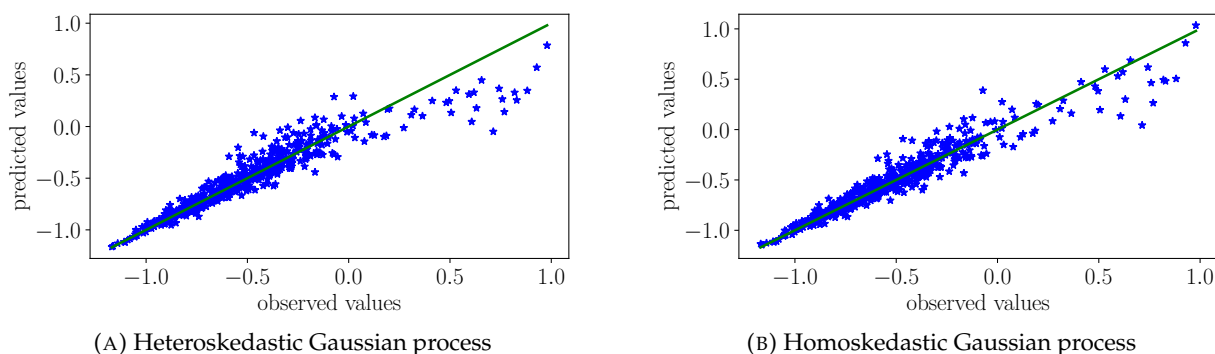 1.0
0.5
0.0
−0.5
−1.0
predicted values
−1.0 −0.5 0.0 0.5 1.0
observed values
(A) Heteroskedastic Gaussian process
1.0
0.5
0.0
−0.5
−1.0
predicted values
−1.0 −0.5 0.0 0.5 1.0
observed values
(B) Homoskedastic Gaussian process